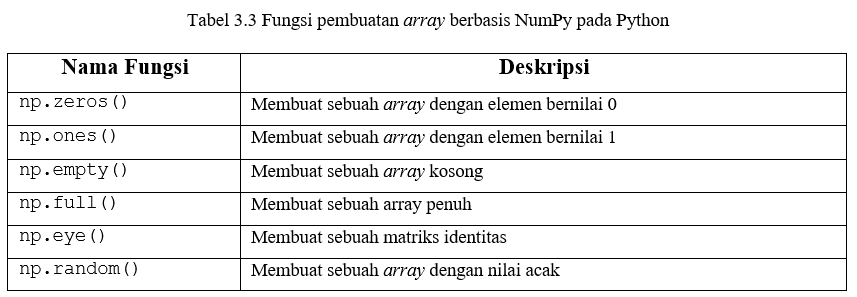 Tabel 3.3 Fungsi pembuatan array berbasis NumPy pada Python
Nama Fungsi Deskripsi
np.zeros() Membuat sebuah array dengan elemen bernilai 0
np.ones() Membuat sebuah array dengan elemen bernilai 1
np.empty() Membuat sebuah array kosong
np.full() Membuat sebuah array penuh
np.eye() Membuat sebuah matriks identitas
np.random() Membuat sebuah array dengan nilai acak